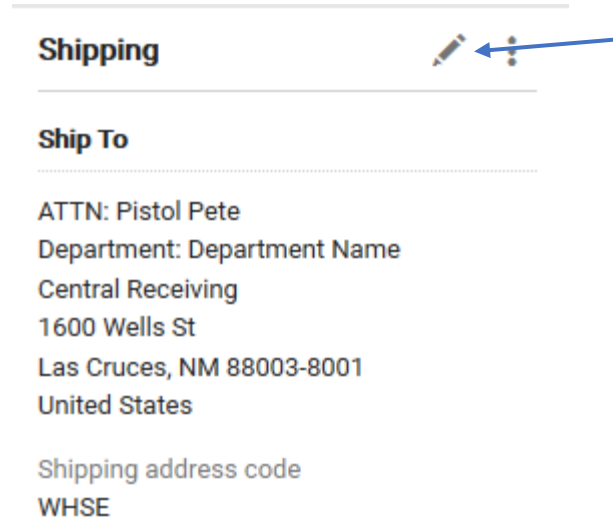 Shipping
Ship To
ATTN: Pistol Pete
Department: Department Name
Central Receiving
1600 Wells St
Las Cruces, NM 88003-8001
United States
Shipping address code
WHSE